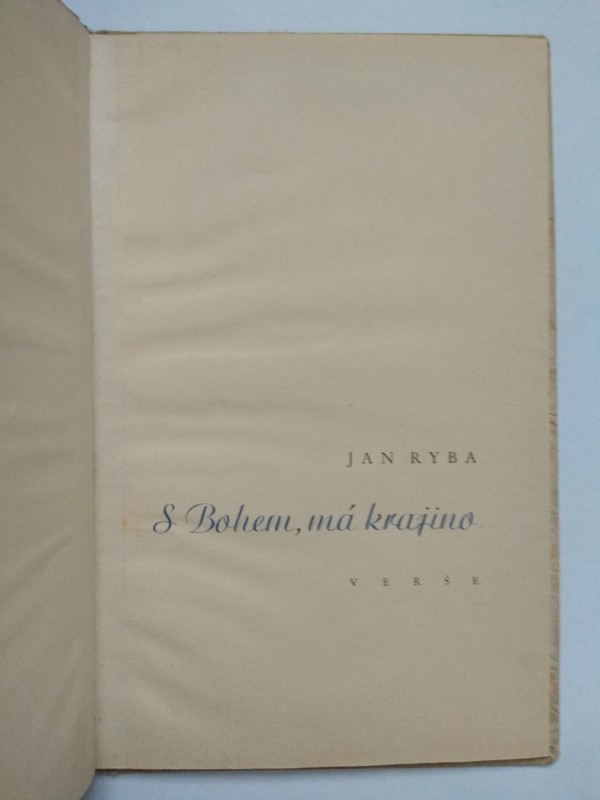 JAN RYBA
S Bohem, má krajino
VERŠE